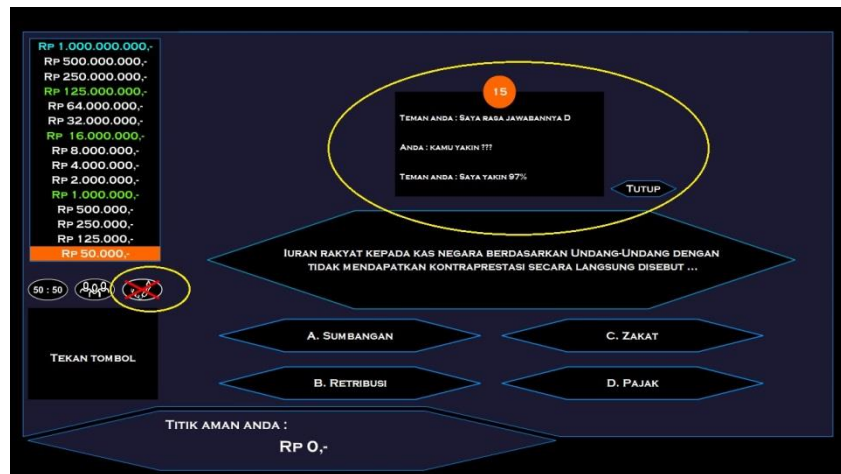 Rp 1.000.000.000,-
Rp 500.000.000,-
Rp 250.000.000,-
Rp 125.000.000,-
Rp 64.000.000,-
Rp 32.000.000,-
Rp 16.000.000,-
Rp 8.000.000,-
Rp 4.000.000,-
Rp 2.000.000,-
Rp 1.000.000,-
Rp 500.000,-
Rp 250.000,-
Rp 125.000,-
Rp 50.000,-
50 : 50
Tekan tombol
15
Teman anda : Saya rasa jawabannya D
Anda : kamu yakin ???
Teman anda : Saya yakin 97%
Tutup
Iuran rakyat kepada kas negara berdasarkan Undang-Undang dengan
tidak mendapatkan kontraprestasi secara langsung disebut ...
A. Sumbangan
C. Zakat
B. Retribusi
D. Pajak
Titik aman anda :
Rp 0,-